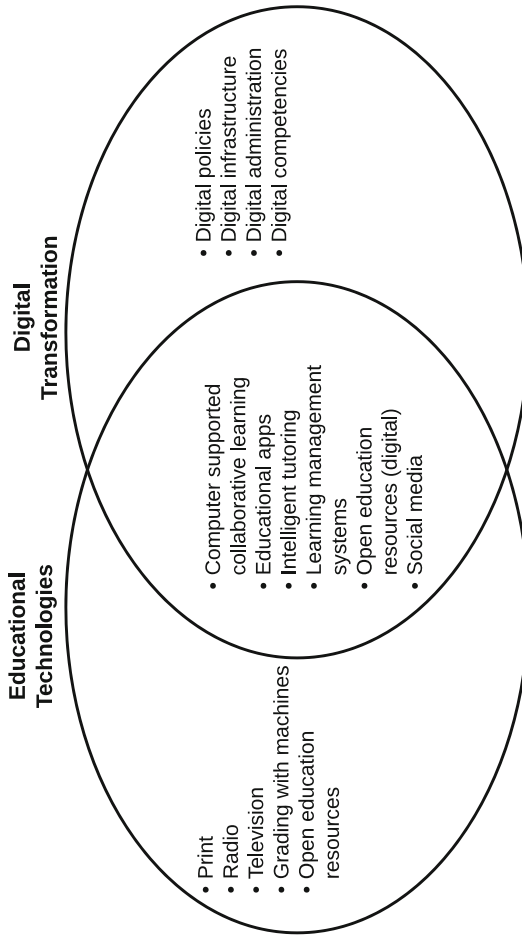 Educational
Technologies
Digital
Transformation
• Print
• Radio
• Television
• Grading with machines
• Open education
resources
• Computer supported
collaborative learning
• Educational apps
• Intelligent tutoring
• Learning management
systems
• Open education
resources (digital)
• Social media
• Digital policies
• Digital infrastructure
• Digital administration
• Digital competencies